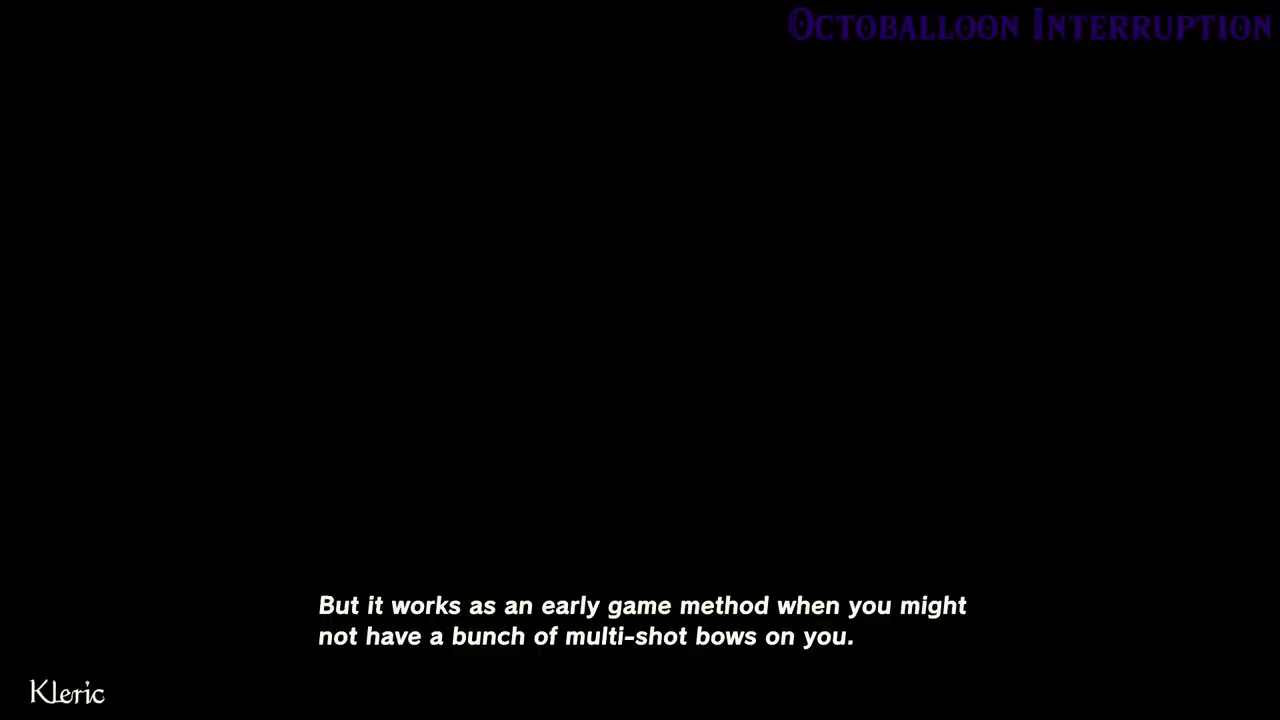 Octoballoon Interruption
But it works as an early game method when you might
not have a bunch of multi-shot bows on you.
Kleric